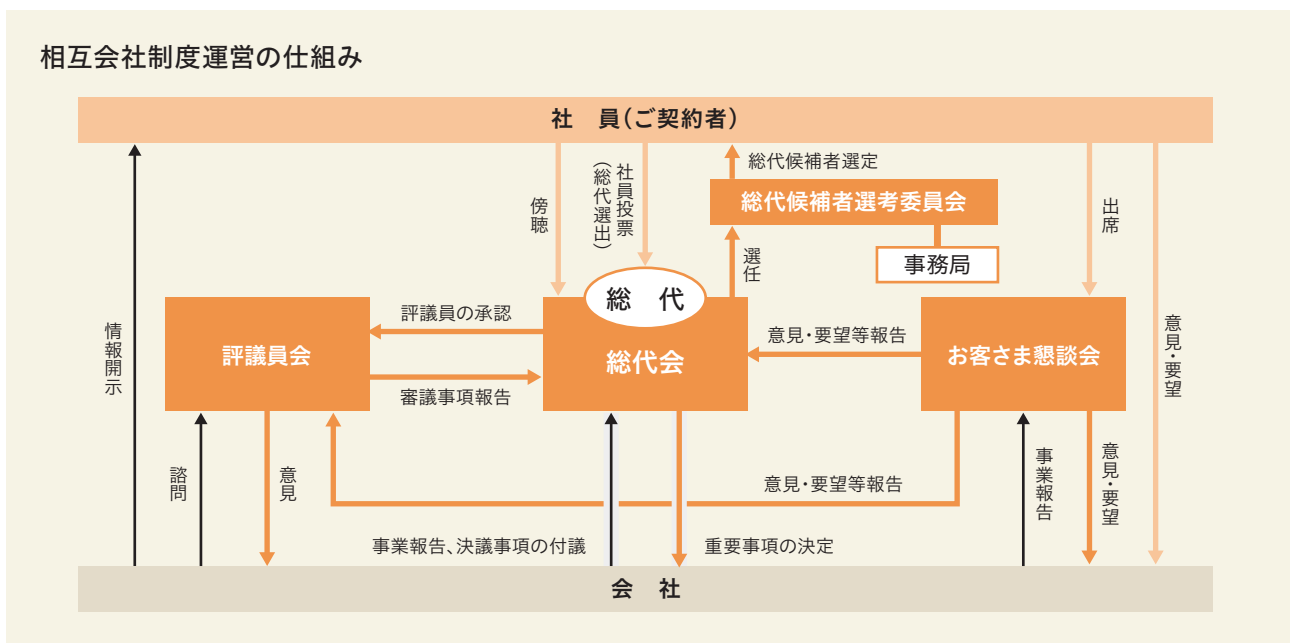 相互会社制度運営の仕組み
社　員（ご契約者）
総代候補者選定
総代候補者選考委員会
事務局
傍聴
社員投票
（総代選出）
選任
出席
総　代
総代会
評議員の承認
評議員会
審議事項報告
意見・要望等報告
お客さま懇談会
情報開示
意見・要望
諮問
意見
意見・要望等報告
事業報告
意見・要望
事業報告、決議事項の付議
重要事項の決定
会　社